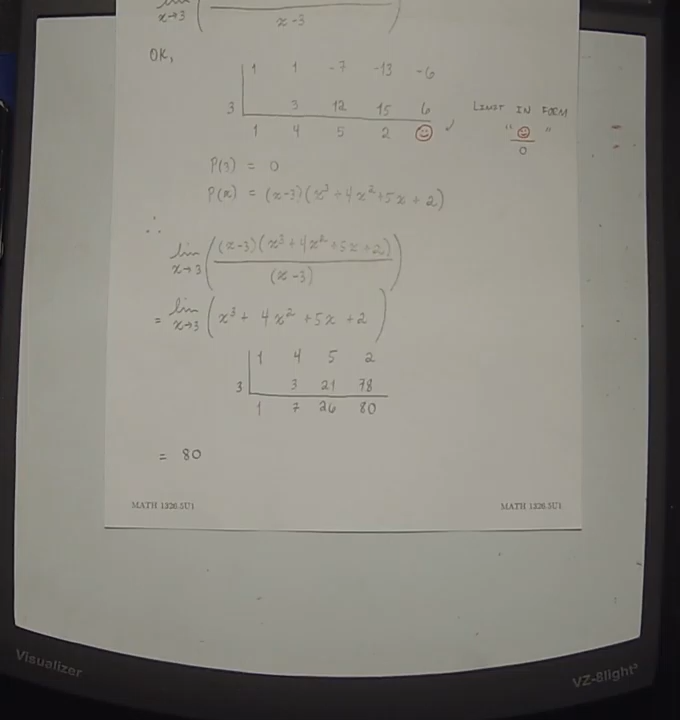 lim
x→3
x-3
OK,
1 1 -7 -13 -6
3 3 12 15 6
1 4 5 2 ☺ ✓
LIMIT IN FORM
" ☺ "
0
P(3) = 0
P(x) = (x-3)(x³+4x²+5x+2)
∴
lim x→3 ( (x-3)(x³+4x²+5x+2) / (x-3) )
= lim x→3 ( x³ + 4x² +5x +2 )
1 4 5 2
3 3 21 78
1 7 26 80
= 80
MATH 1326.5U1 MATH 1326.5U1
Visualizer VZ-8light³